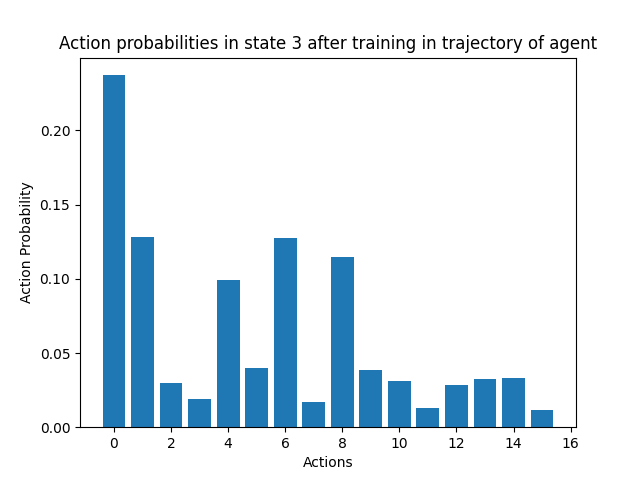 Action probabilities in state 3 after training in trajectory of agent
Action Probability
0.20
0.15
0.10
0.05
0.00
0 2 4 6 8 10 12 14 16
Actions